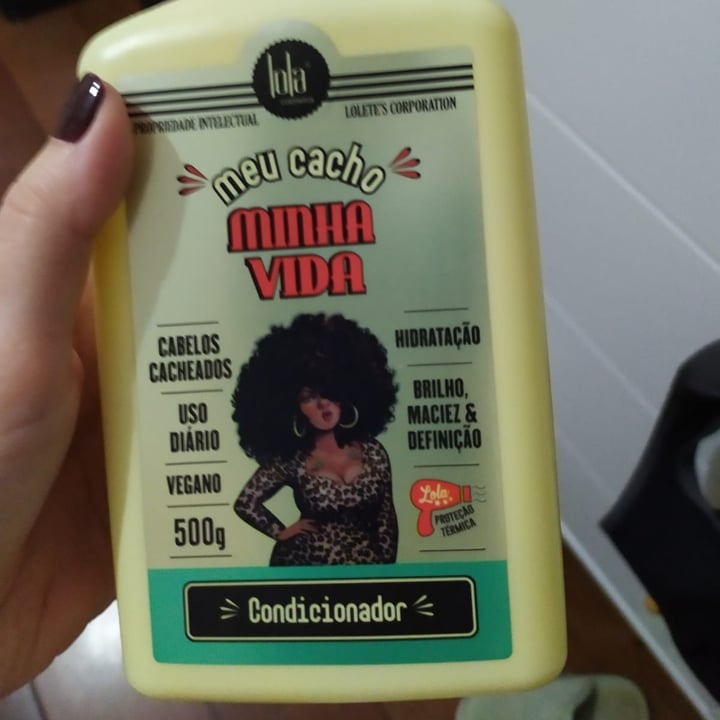 lola
PROPRIEDADE INTELECTUAL
LOLETE'S CORPORATION
meu cacho
MINHA
VIDA
CABELOS
CACHEADOS
USO
DIÁRIO
VEGANO
500g
HIDRATAÇÃO
BRILHO,
MACIEZ &
DEFINIÇÃO
Lola
PROTEÇÃO
TÉRMICA
Condicionador